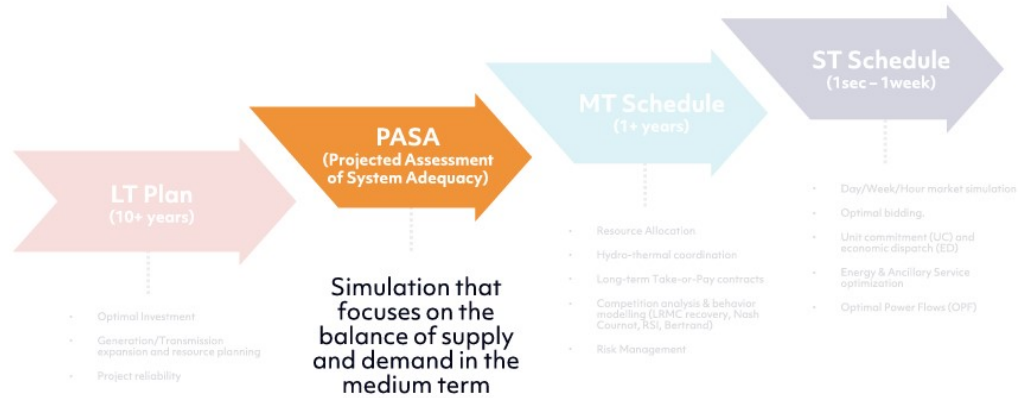 LT Plan
(10+ years)
• Optimal Investment
• Generation/Transmission
expansion and resource planning
• Project reliability
PASA
(Projected Assessment
of System Adequacy)
Simulation that
focuses on the
balance of supply
and demand in the
medium term
MT Schedule
(1+ years)
• Resource Allocation
• Hydro-thermal coordination
• Long-term Take-or-Pay contracts
• Competition analysis & behavior
modelling (LRMC recovery, Nash
Cournot, RSI, Bertrand)
• Risk Management
ST Schedule
(1sec – 1week)
• Day/Week/Hour market simulation
• Optimal bidding.
• Unit commitment (UC) and
economic dispatch (ED)
• Energy & Ancillary Service
optimization
• Optimal Power Flows (OPF)